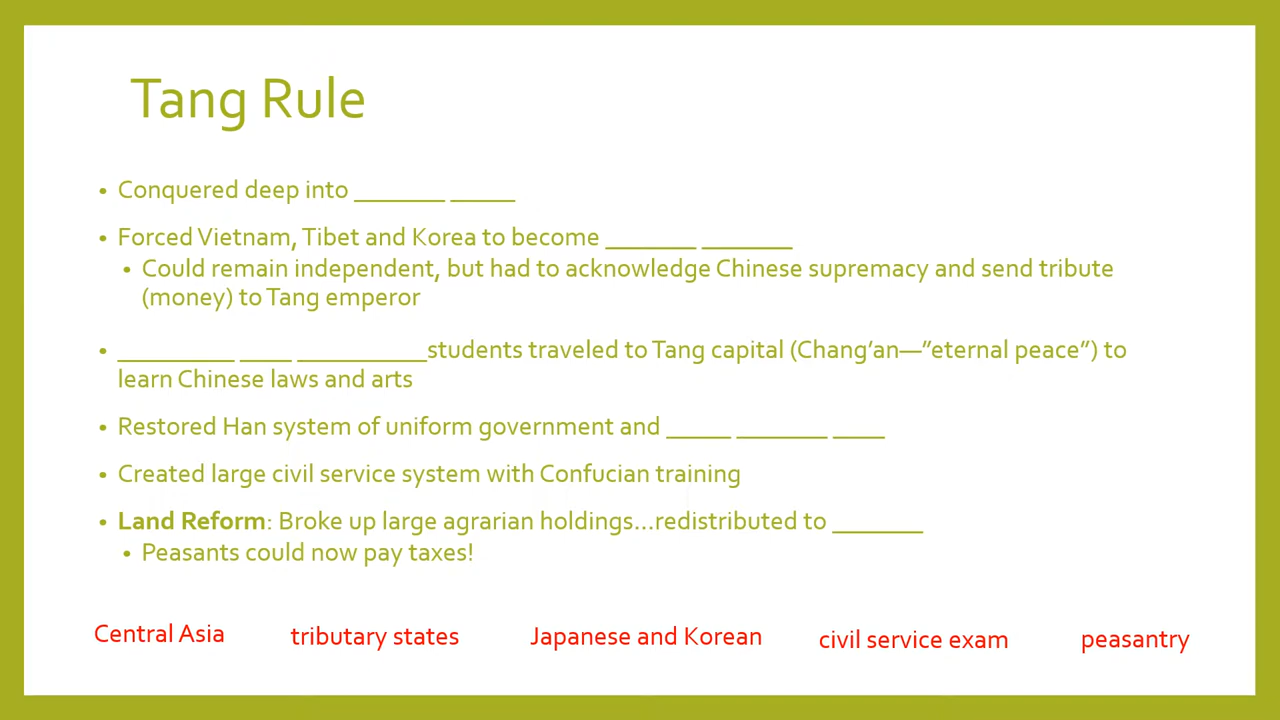 Tang Rule
• Conquered deep into _______ _____
• Forced Vietnam, Tibet and Korea to become _______ _______
• Could remain independent, but had to acknowledge Chinese supremacy and send tribute
(money) to Tang emperor
• _________ ____ __________students traveled to Tang capital (Chang’an—”eternal peace”) to
learn Chinese laws and arts
• Restored Han system of uniform government and _____ _______ ____
• Created large civil service system with Confucian training
• Land Reform: Broke up large agrarian holdings…redistributed to _______
• Peasants could now pay taxes!
Central Asia tributary states Japanese and Korean civil service exam peasantry